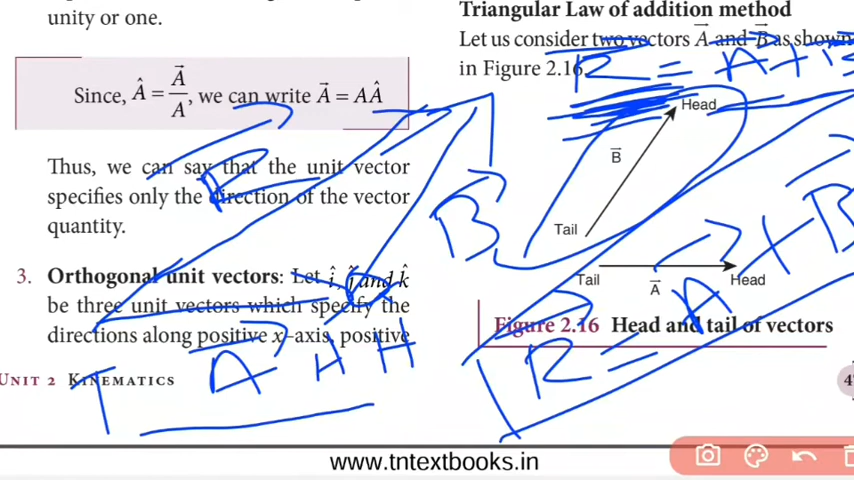 unity or one.
Since, Â = A⃗ / A, we can write A⃗ = AÂ
Thus, we can say that the unit vector
specifies only the direction of the vector
quantity.
3. Orthogonal unit vectors: Let î, ĵ and k̂
be three unit vectors which specify the
directions along positive x–axis, positive
UNIT 2 KINEMATICS
Triangular Law of addition method
Let us consider two vectors A⃗ and B⃗ as shown
in Figure 2.16.
Head
B⃗
Tail
Tail
A⃗
Head
Figure 2.16 Head and tail of vectors
R⃗ = A⃗ + B⃗
R⃗
B⃗
A⃗
T
H
H
R⃗ = A⃗ + B⃗
www.tntextbooks.in